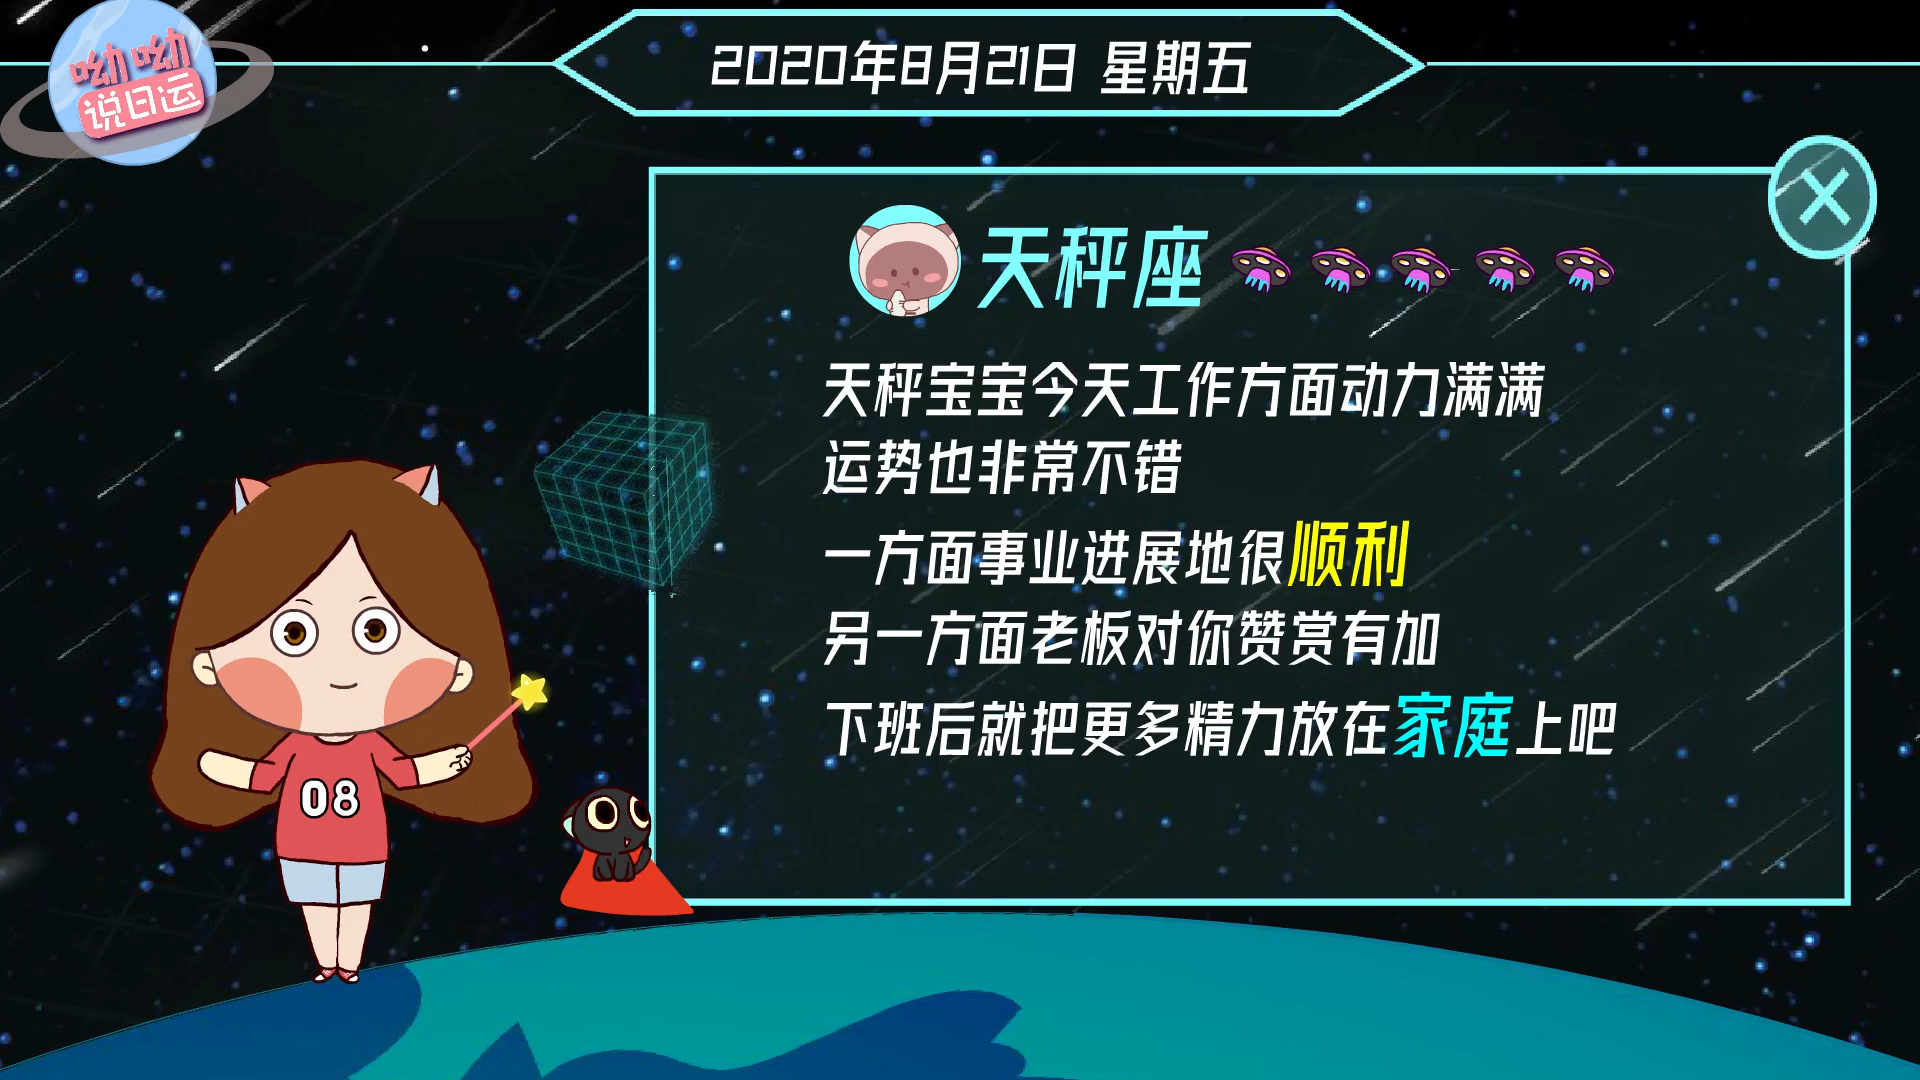 呦呦
说日运
2020年8月21日 星期五
天秤座
天秤宝宝今天工作方面动力满满
运势也非常不错
一方面事业进展地很顺利
另一方面老板对你赞赏有加
下班后就把更多精力放在家庭上吧
08